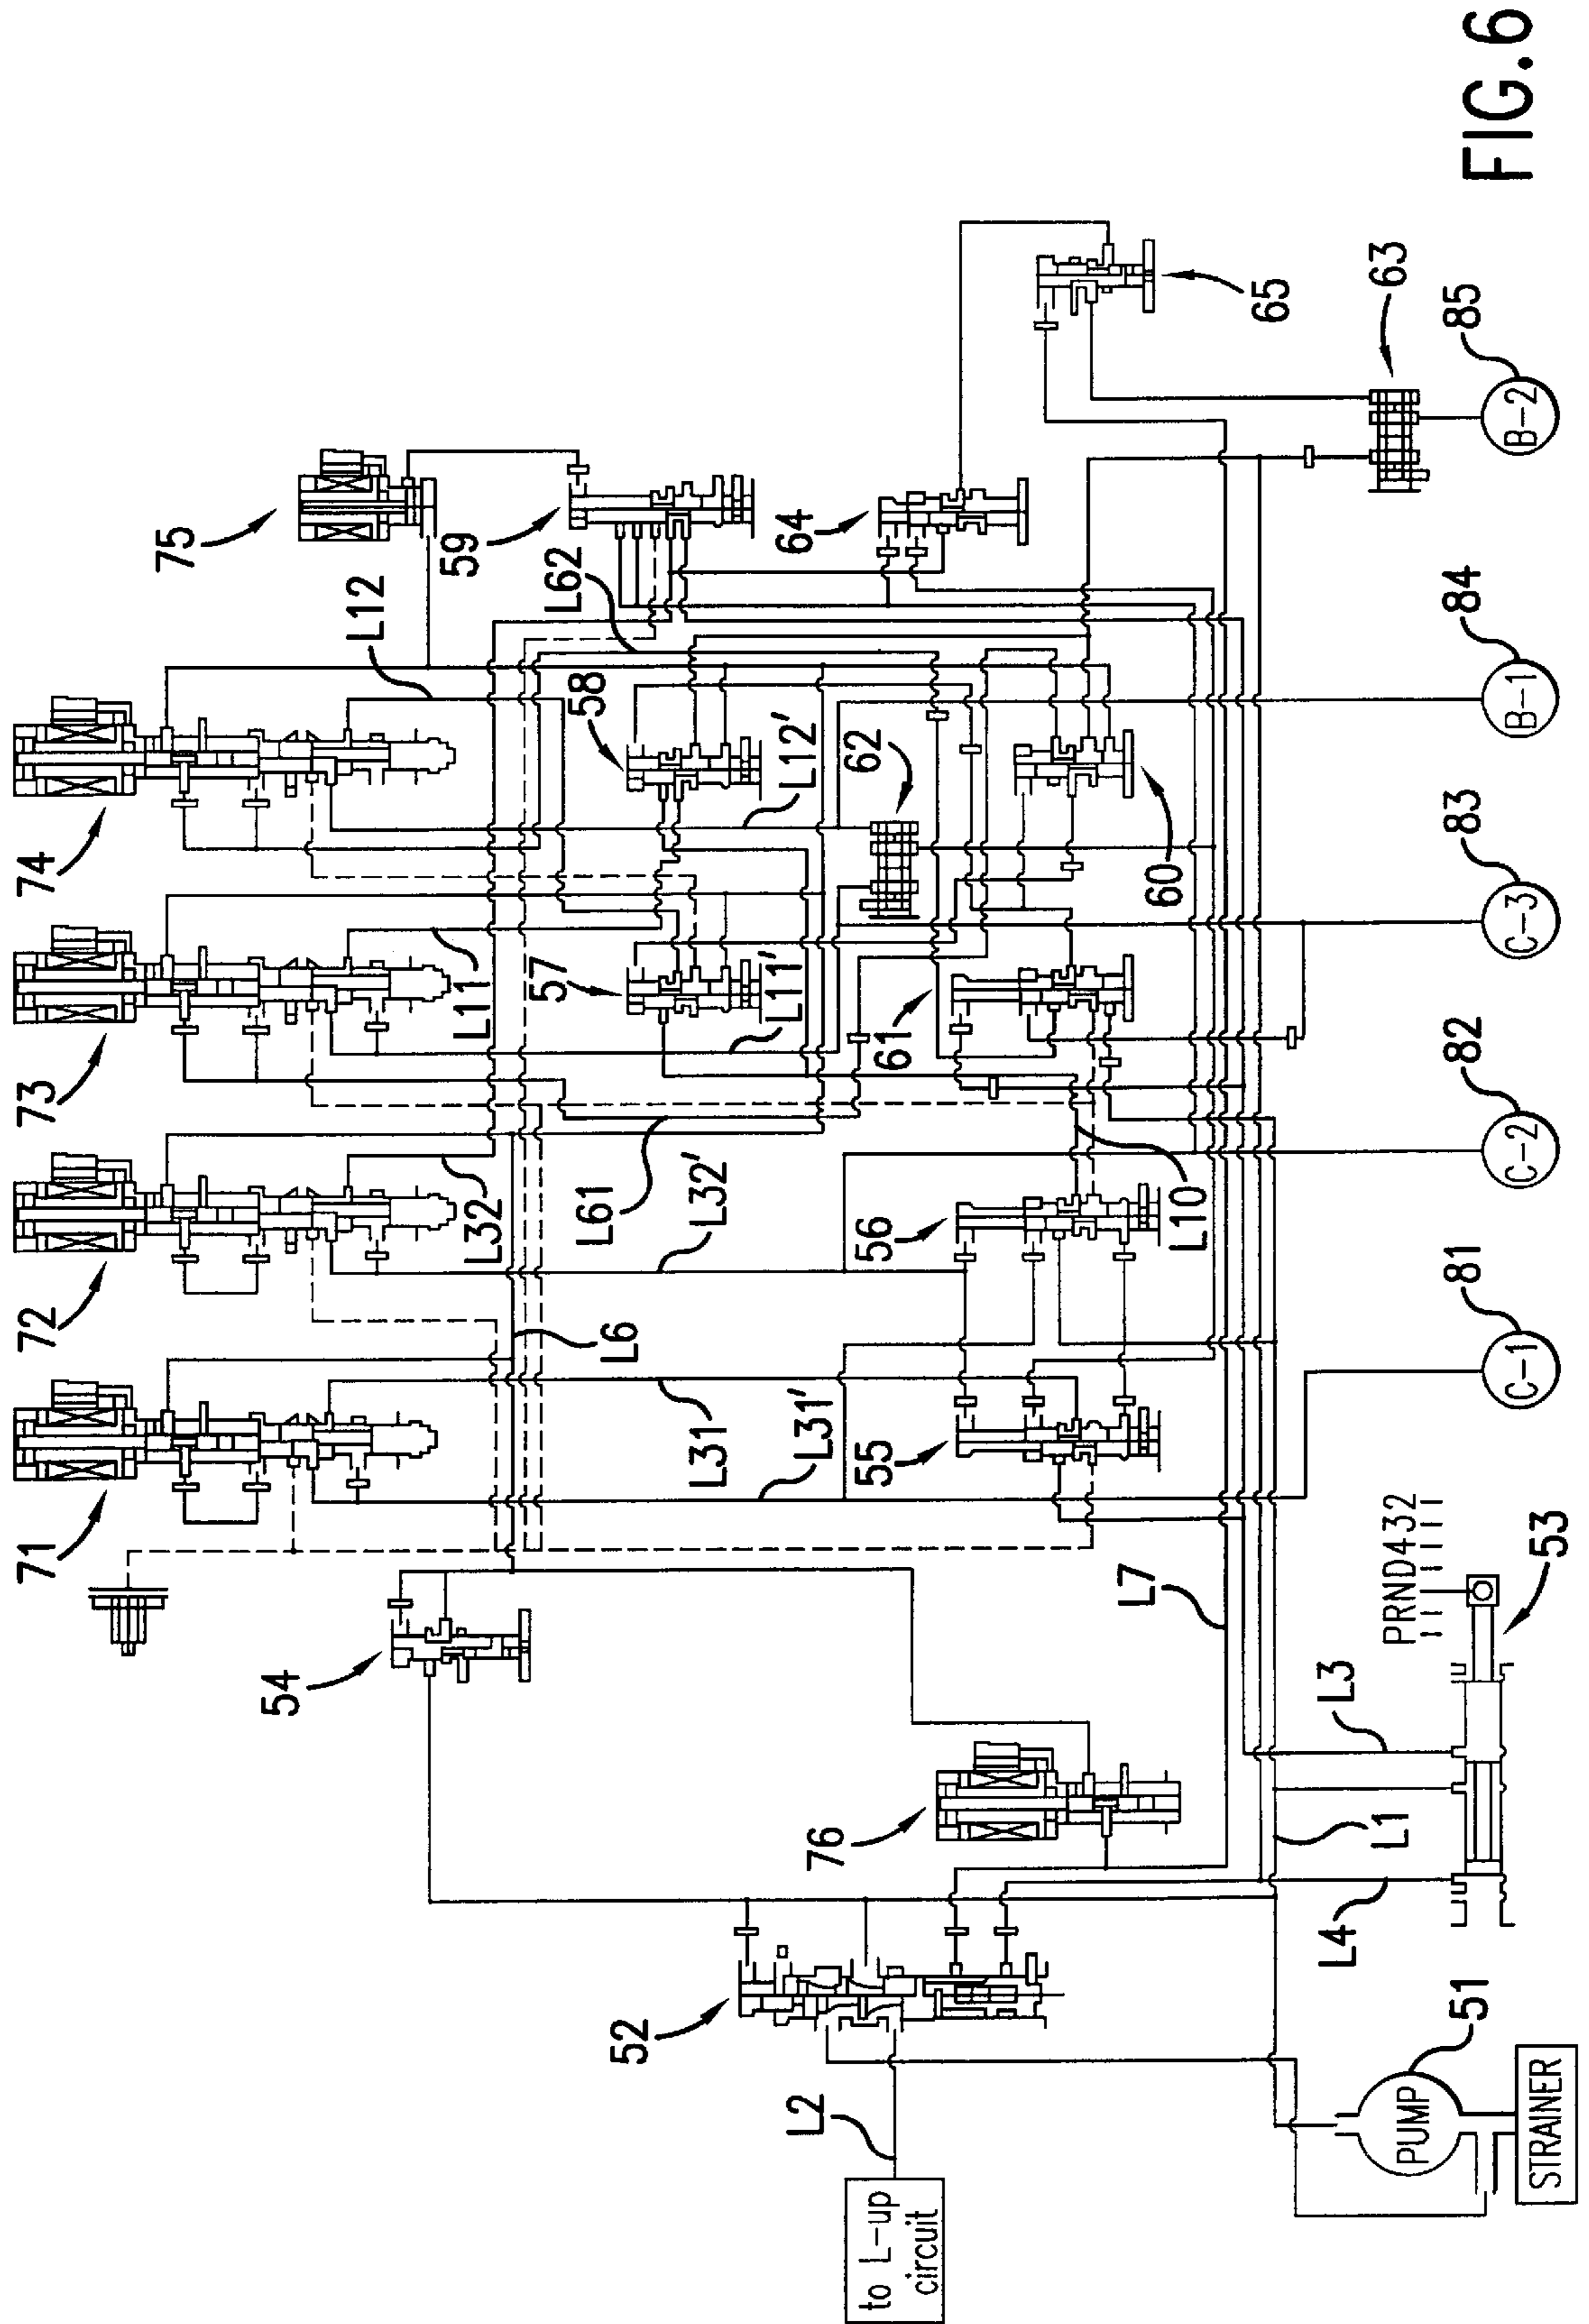 FIG.6
71
72
73
74
75
L12
59
L62
58
L12'
62
64
65
63
85
B-2
84
B-1
83
C-3
82
C-2
81
C-1
60
61
57
L11
L11'
L32
L61
L32'
56
L10
L6
L31
L31'
55
54
L7
PRND432
53
L3
L1
L4
76
52
L2
to L-up
circuit
51
PUMP
STRAINER